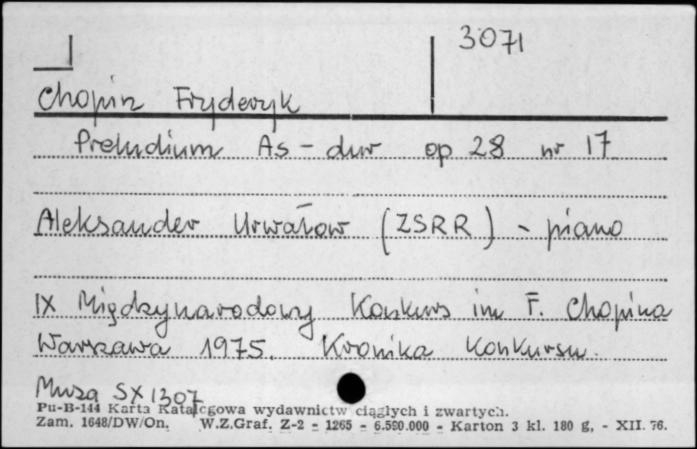 3071
Chopin Fryderyk
Preludium As-dur op 28 nr 17
Aleksander Urwałow (ZSRR) - piano
IX Międzynarodowy Konkurs im F. Chopina
Warszawa 1975. Kronika Konkursu.
Muza SX 1307
Pu-B-144 Karta Katalogowa wydawnictw ciągłych i zwartych.
Zam. 1648/DW/On. W.Z.Graf. Z-2 - 1265 - 6.590.000 - Karton 3 kl. 180 g, - XII. 76.